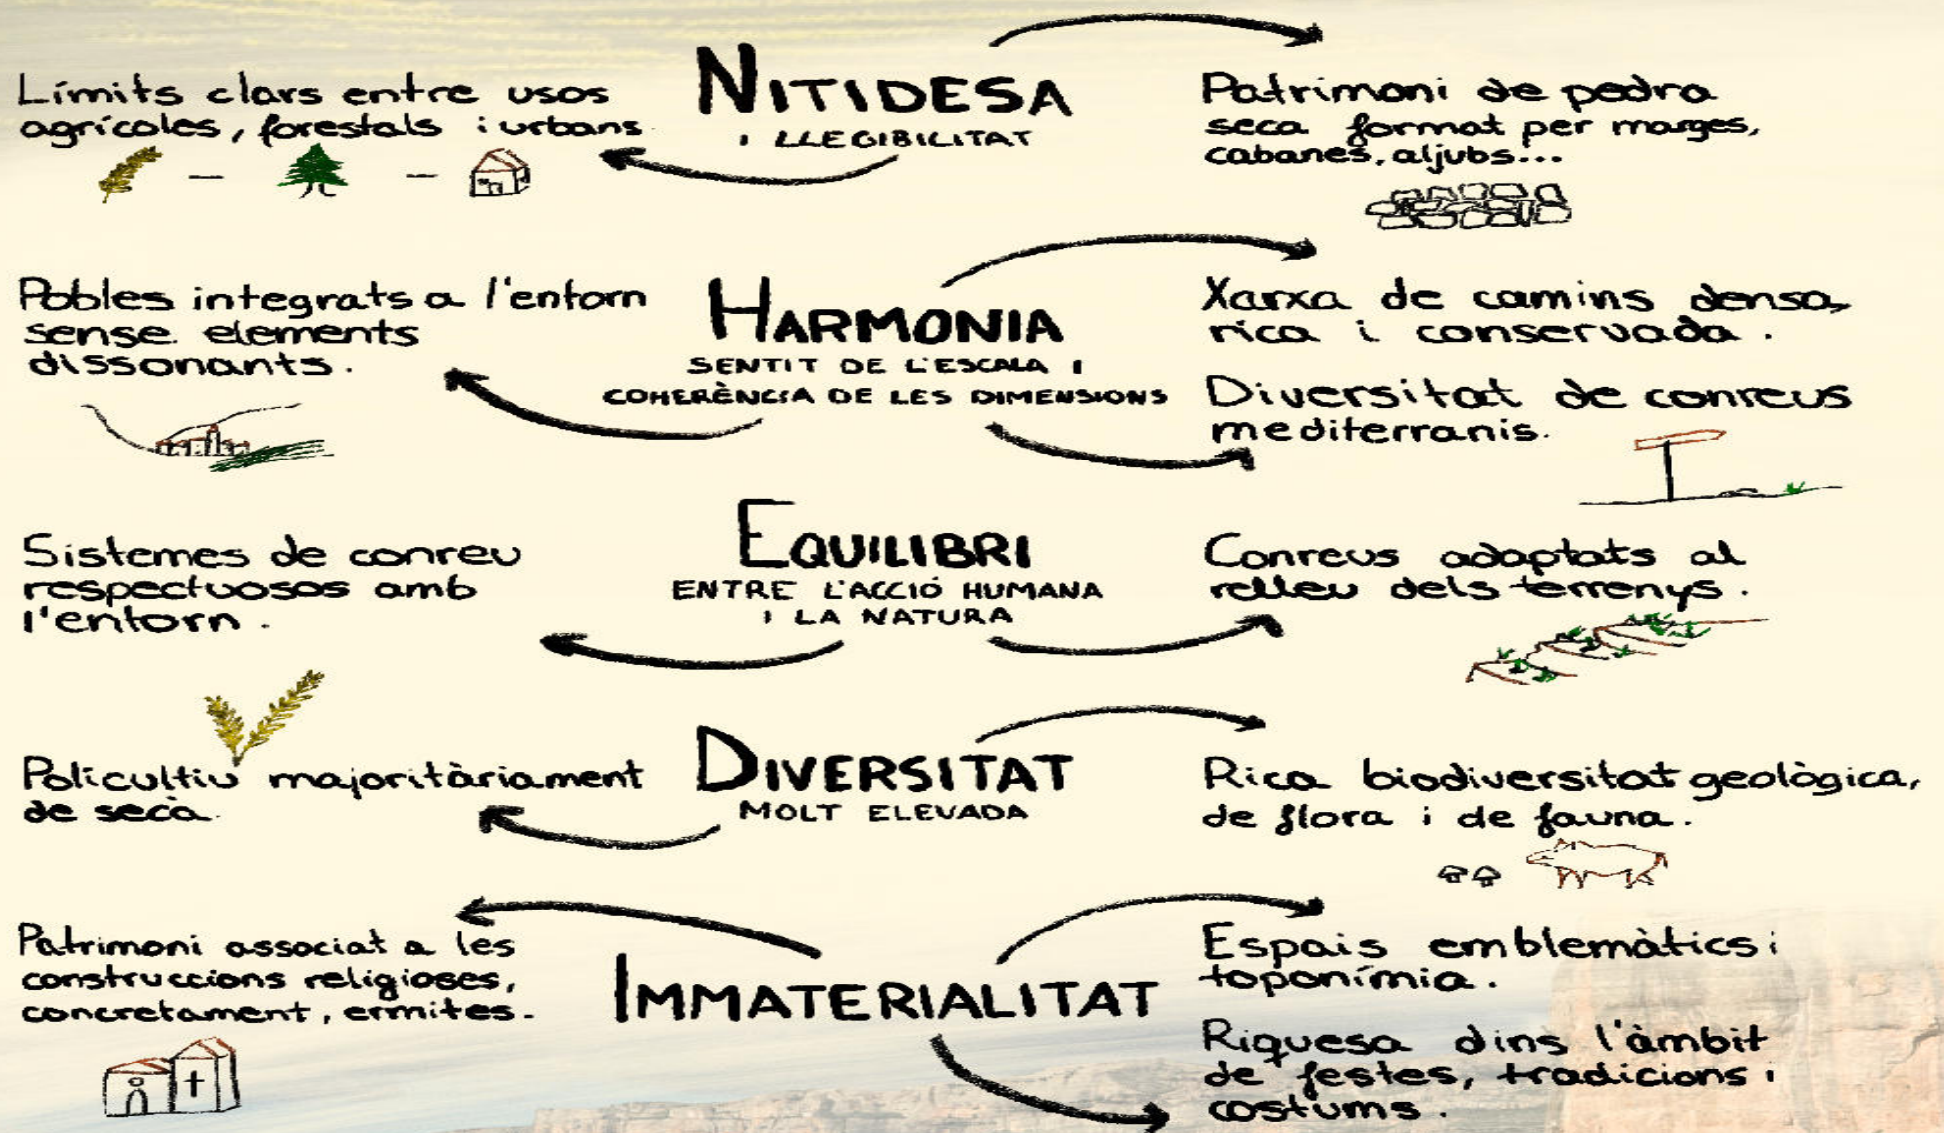 NITIDESA
I LLEGIBILITAT
Límits clars entre usos
agrícoles, forestals i urbans
Patrimoni de pedra
seca format per marges,
cabanes, aljubs...
HARMONIA
SENTIT DE L'ESCALA I
COHERÈNCIA DE LES DIMENSIONS
Pobles integrats a l'entorn
sense elements
dissonants.
Xarxa de camins densa,
rica i conservada.
Diversitat de conreus
mediterranis.
EQUILIBRI
ENTRE L'ACCIÓ HUMANA
I LA NATURA
Sistemes de conreu
respectuosos amb
l'entorn.
Conreus adaptats al
relleu dels terrenys.
DIVERSITAT
MOLT ELEVADA
Policultiu majoritàriament
de secà.
Rica biodiversitat geològica,
de flora i de fauna.
IMMATERIALITAT
Patrimoni associat a les
construccions religioses,
concretament, ermites.
Espais emblemàtics i
toponímia.
Riquesa dins l'àmbit
de festes, tradicions i
costums.